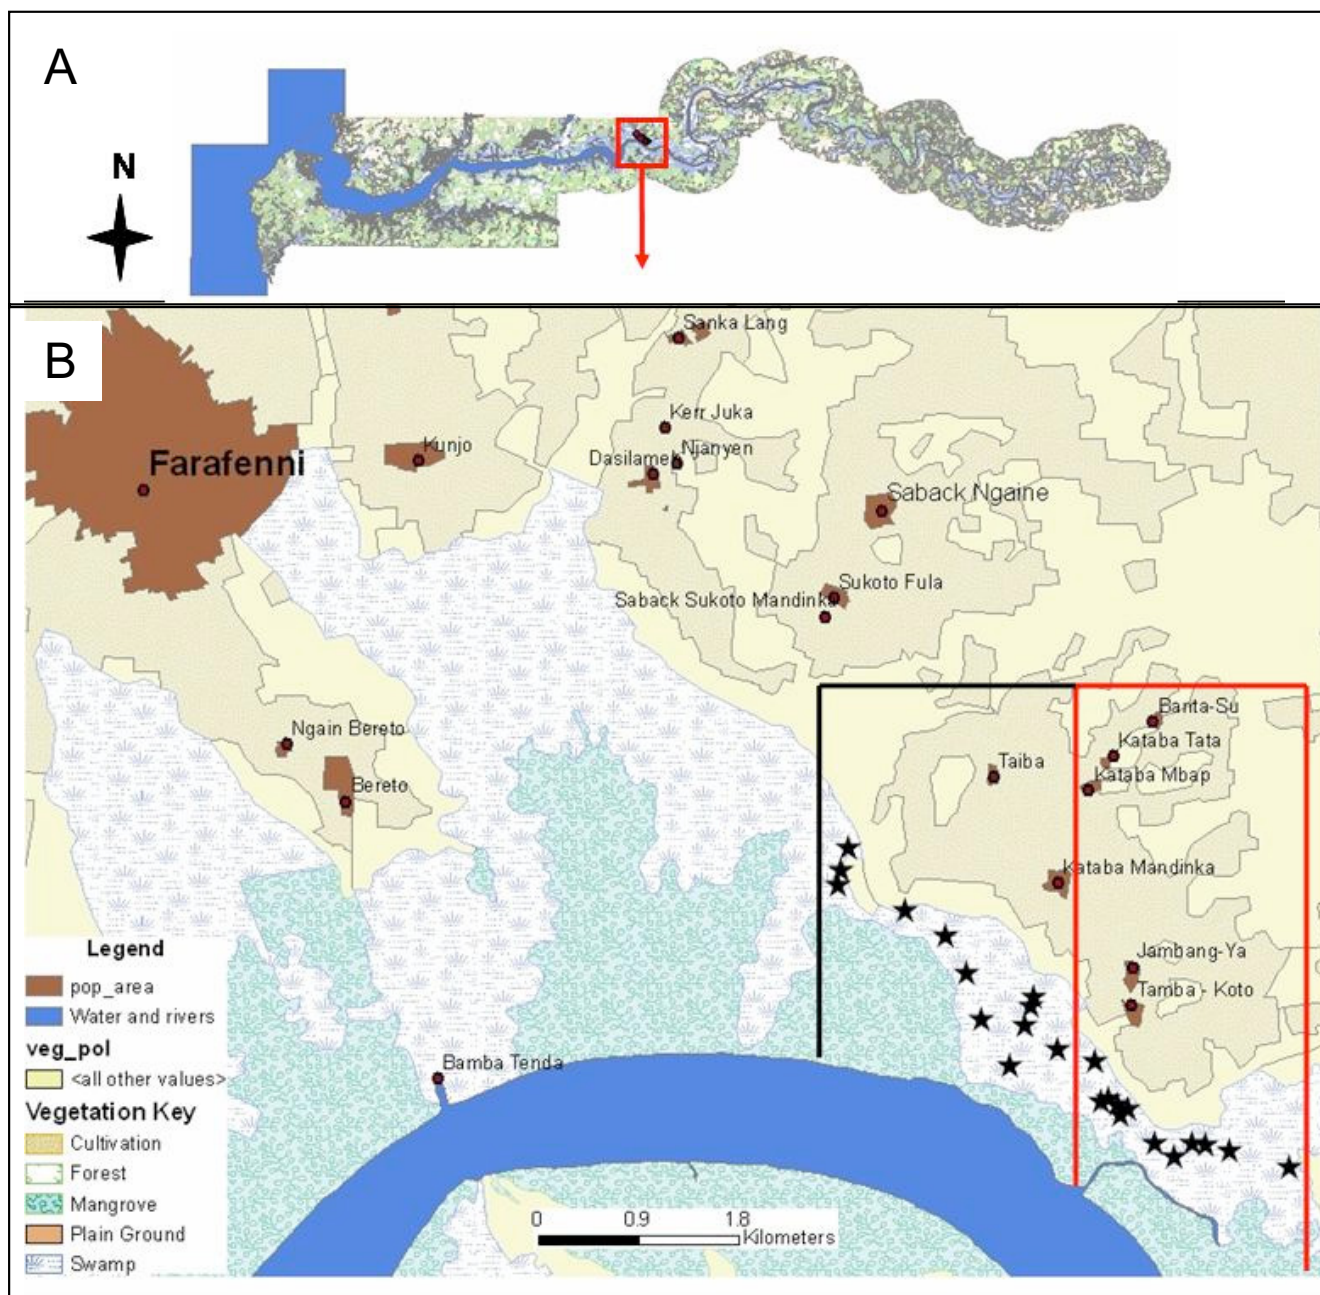 A
N
B
Sanka Lang
Kerr Juka
Njanyen
Dasilamek
Kunjo
Farafenni
Saback Ngaine
Sukoto Fula
Saback Sukoto Mandinka
Banta-Su
Ngain Bereto
Kataba Tata
Taiba
Kataba Mbap
Bereto
Kataba Mandinka
Jambang-Ya
Tamba - Koto
Bamba Tenda
Legend
pop_area
Water and rivers
veg_pol
<all other values>
Vegetation Key
Cultivation
Forest
Mangrove
Plain Ground
Swamp
0 0.9 1.8
Kilometers